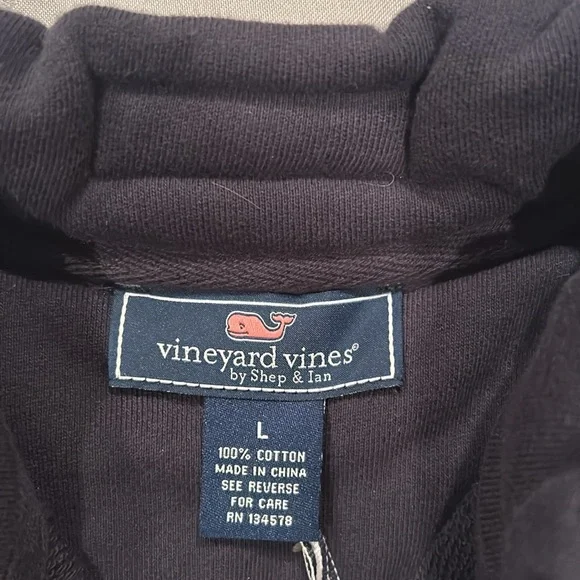 vineyard vines©
by Shep & Ian
L
100% COTTON
MADE IN CHINA
SEE REVERSE
FOR CARE
RN 134578